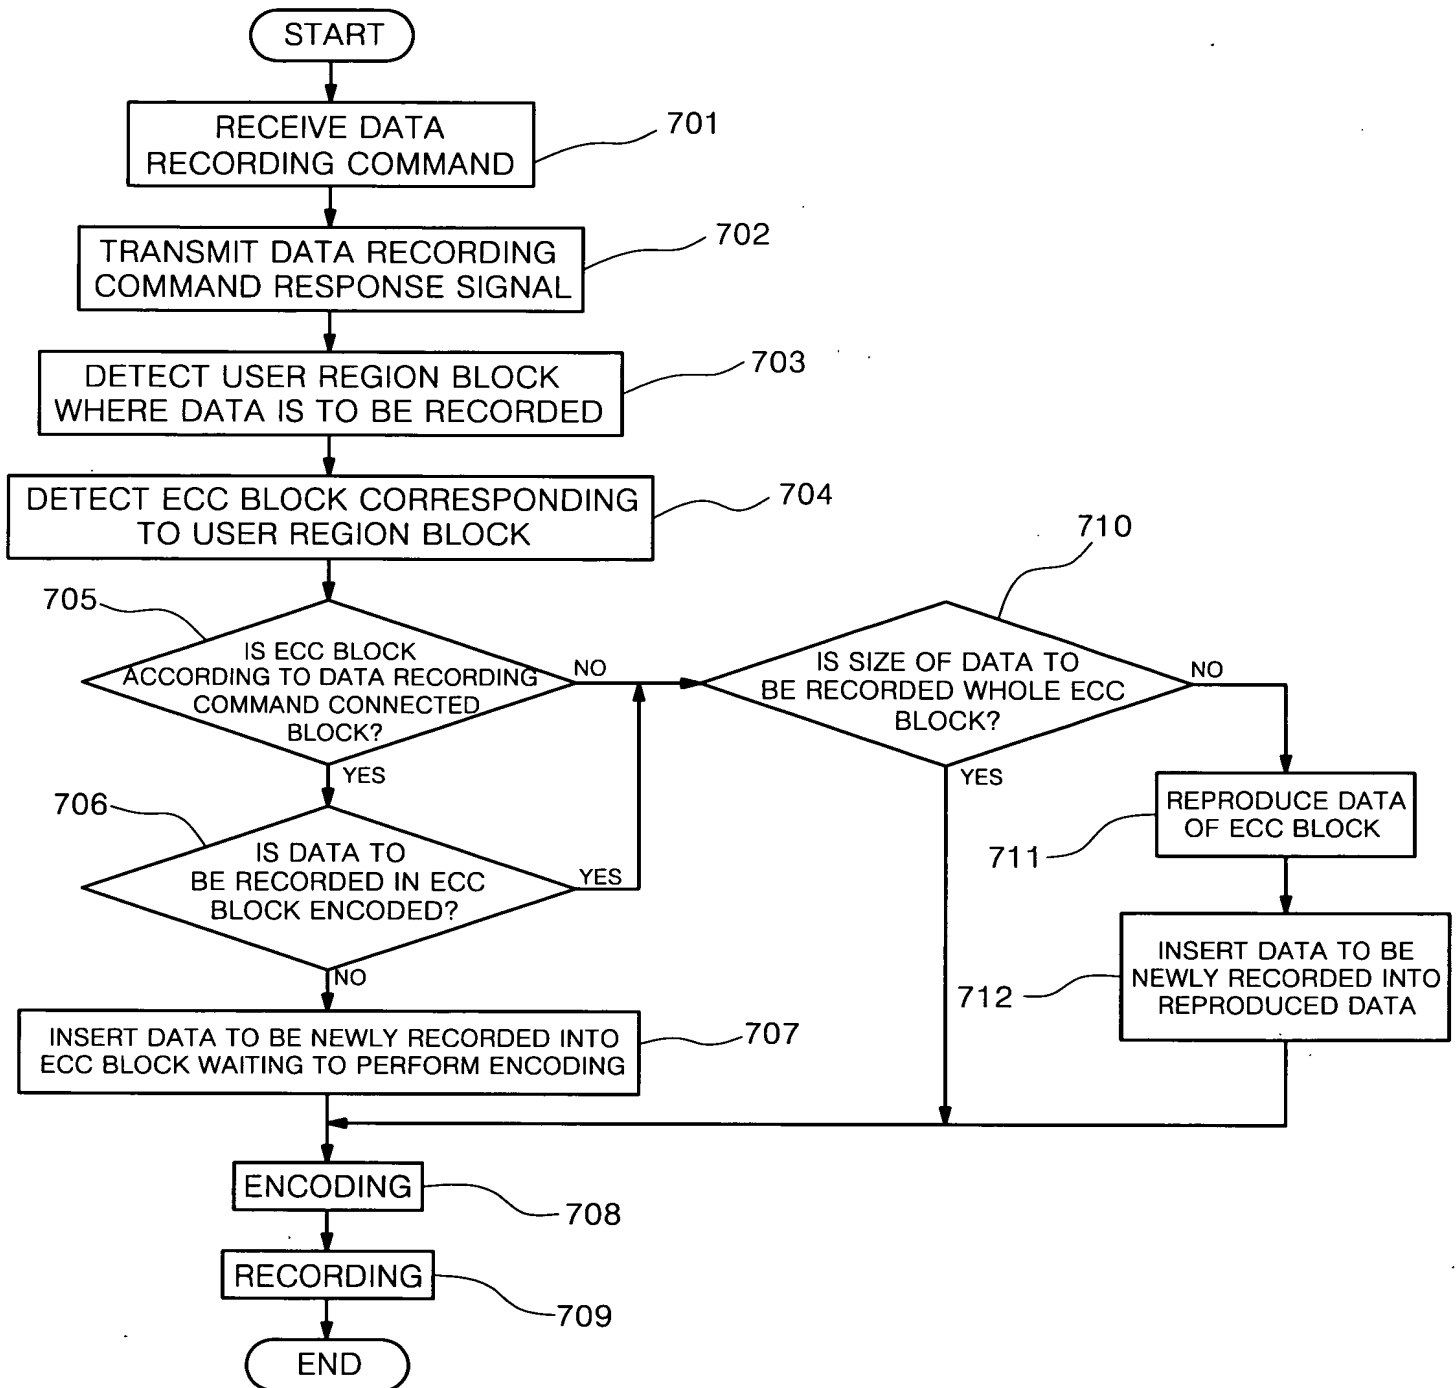 START
RECEIVE DATA
RECORDING COMMAND
701
TRANSMIT DATA RECORDING
COMMAND RESPONSE SIGNAL
702
DETECT USER REGION BLOCK
WHERE DATA IS TO BE RECORDED
703
DETECT ECC BLOCK CORRESPONDING
TO USER REGION BLOCK
704
705
IS ECC BLOCK
ACCORDING TO DATA RECORDING
COMMAND CONNECTED
BLOCK?
NO
YES
706
IS DATA TO
BE RECORDED IN ECC
BLOCK ENCODED?
YES
NO
INSERT DATA TO BE NEWLY RECORDED INTO
ECC BLOCK WAITING TO PERFORM ENCODING
707
710
IS SIZE OF DATA TO
BE RECORDED WHOLE ECC
BLOCK?
NO
YES
REPRODUCE DATA
OF ECC BLOCK
711
INSERT DATA TO BE
NEWLY RECORDED INTO
REPRODUCED DATA
712
ENCODING
708
RECORDING
709
END